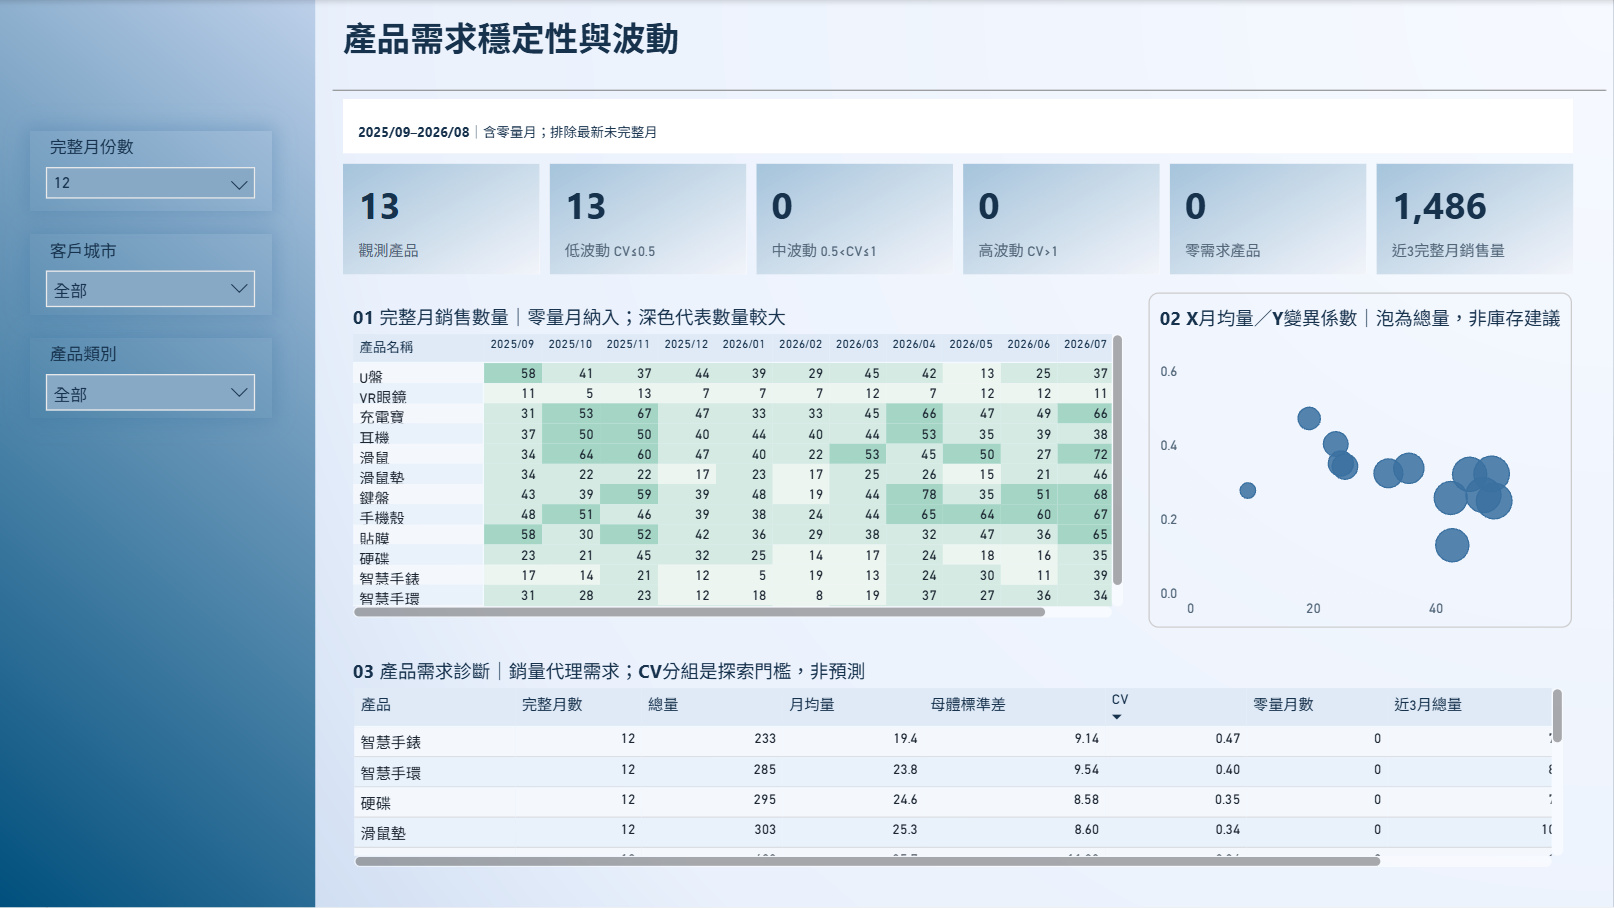 產品需求穩定性與波動
完整月份數
12
客戶城市
全部
產品類別
全部
2025/09–2026/08｜含零量月；排除最新未完整月
13
觀測產品
13
低波動 CV≤0.5
0
中波動 0.5<CV≤1
0
高波動 CV>1
0
零需求產品
1,486
近3完整月銷售量
01 完整月銷售數量｜零量月納入；深色代表數量較大
產品名稱 2025/09 2025/10 2025/11 2025/12 2026/01 2026/02 2026/03 2026/04 2026/05 2026/06 2026/07
U盤 58 41 37 44 39 29 45 42 13 25 37
VR眼鏡 11 5 13 7 7 7 12 7 12 12 11
充電寶 31 53 67 47 33 33 45 66 47 49 66
耳機 37 50 50 40 44 40 44 53 35 39 38
滑鼠 34 64 60 47 40 22 53 45 50 27 72
滑鼠墊 34 22 22 17 23 17 25 26 15 21 46
鍵盤 43 39 59 39 48 19 44 78 35 51 68
手機殼 48 51 46 39 38 24 44 65 64 60 67
貼膜 58 30 52 42 36 29 38 32 47 36 65
硬碟 23 21 45 32 25 14 17 24 18 16 35
智慧手錶 17 14 21 12 5 19 13 24 30 11 39
智慧手環 31 28 23 12 18 8 19 37 27 36 34
02 X月均量／Y變異係數｜泡為總量，非庫存建議
0.6
0.4
0.2
0.0
0 20 40
03 產品需求診斷｜銷量代理需求；CV分組是探索門檻，非預測
產品 完整月數 總量 月均量 母體標準差 CV 零量月數 近3月總量
智慧手錶 12 233 19.4 9.14 0.47 0
智慧手環 12 285 23.8 9.54 0.40 0
硬碟 12 295 24.6 8.58 0.35 0
滑鼠墊 12 303 25.3 8.60 0.34 0